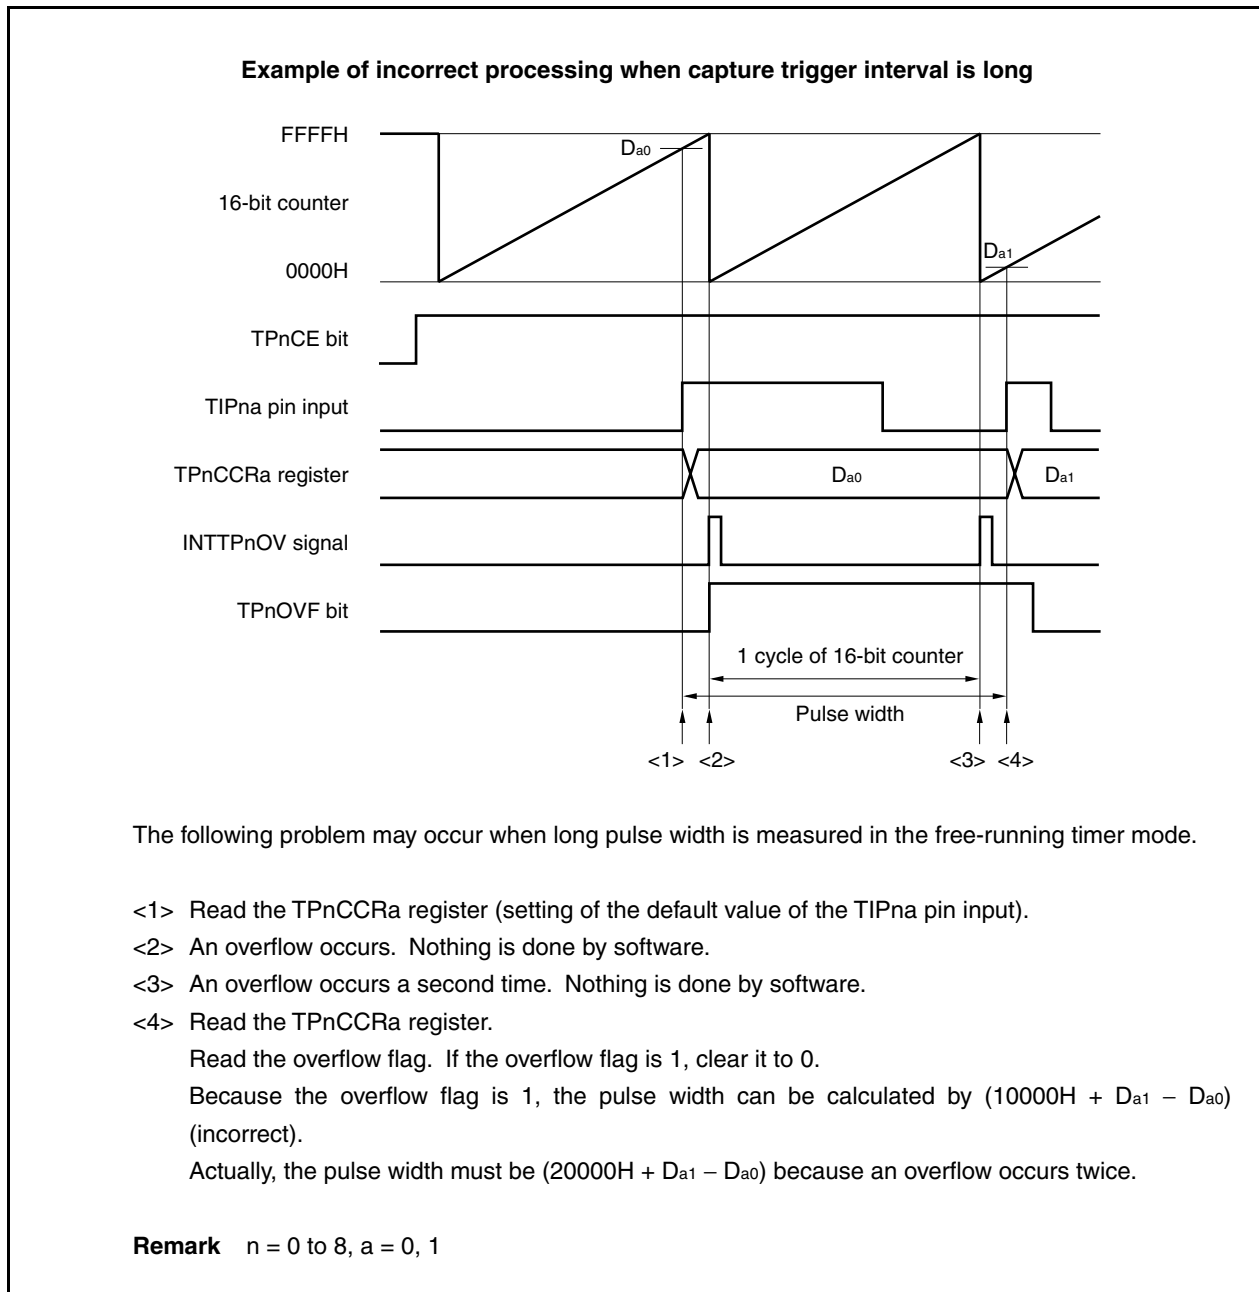 Example of incorrect processing when capture trigger interval is long
FFFFH
Da0
16-bit counter
Da1
0000H
TPnCE bit
TIPna pin input
TPnCCRa register
Da0
Da1
INTTPnOV signal
TPnOVF bit
1 cycle of 16-bit counter
Pulse width
<1> <2> <3> <4>
The following problem may occur when long pulse width is measured in the free-running timer mode.
<1> Read the TPnCCRa register (setting of the default value of the TIPna pin input).
<2> An overflow occurs. Nothing is done by software.
<3> An overflow occurs a second time. Nothing is done by software.
<4> Read the TPnCCRa register.
Read the overflow flag. If the overflow flag is 1, clear it to 0.
Because the overflow flag is 1, the pulse width can be calculated by (10000H + Da1 − Da0)
(incorrect).
Actually, the pulse width must be (20000H + Da1 − Da0) because an overflow occurs twice.
Remark n = 0 to 8, a = 0, 1